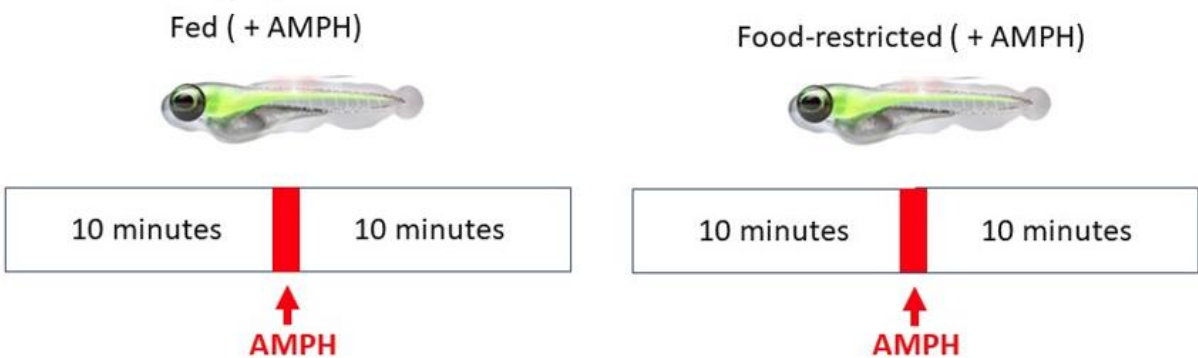 Fed ( + AMPH)
Food-restricted ( + AMPH)
10 minutes
10 minutes
10 minutes
10 minutes
AMPH
AMPH